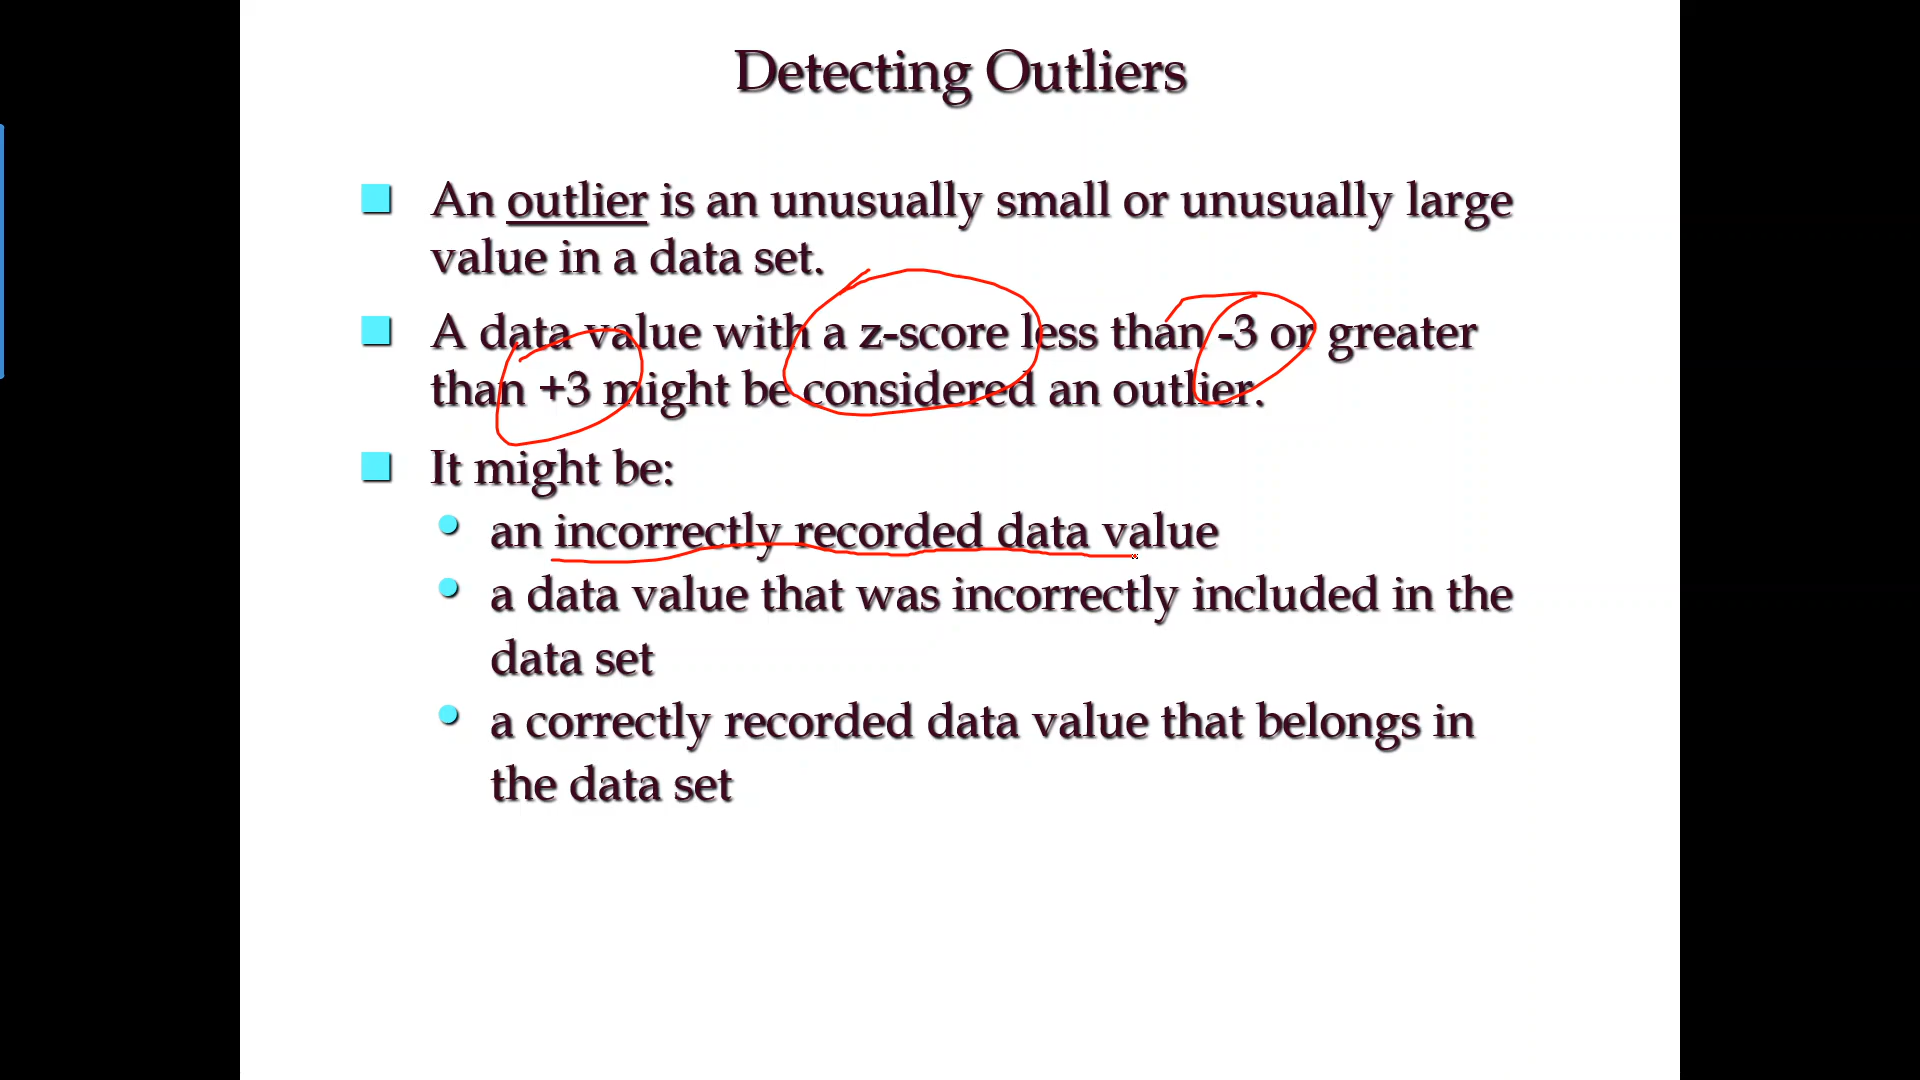 Detecting Outliers
An outlier is an unusually small or unusually large
value in a data set.
A data value with a z-score less than -3 or greater
than +3 might be considered an outlier.
It might be:
an incorrectly recorded data value
a data value that was incorrectly included in the
data set
a correctly recorded data value that belongs in
the data set